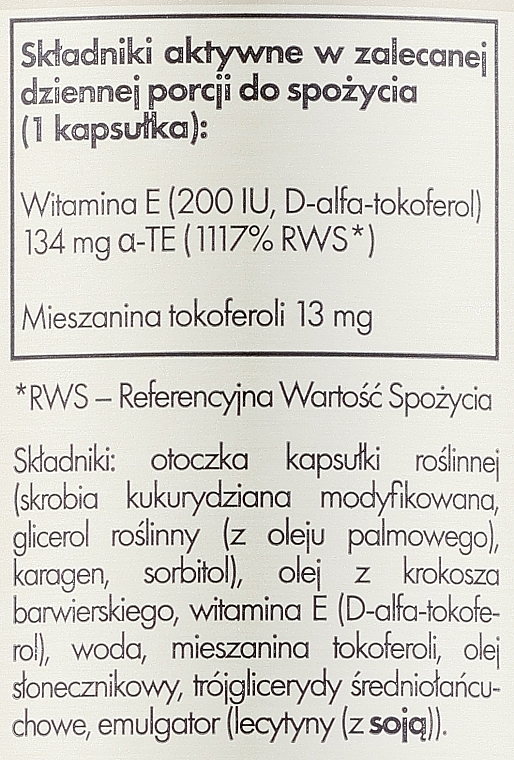 Składniki aktywne w zalecanej
dziennej porcji do spożycia
(1 kapsułka):
Witamina E (200 IU, D-alfa-tokoferol)
134 mg α-TE (1117% RWS*)
Mieszanina tokoferoli 13 mg
*RWS – Referencyjna Wartość Spożycia
Składniki: otoczka kapsułki roślinnej
(skrobia kukurydziana modyfikowana,
glicerol roślinny (z oleju palmowego),
karagen, sorbitol), olej z krokosza
barwierskiego, witamina E (D-alfa-tokofe-
rol), woda, mieszanina tokoferoli, olej
słonecznikowy, trójglicerydy średniołańcu-
chowe, emulgator (lecytyny (z soją)).